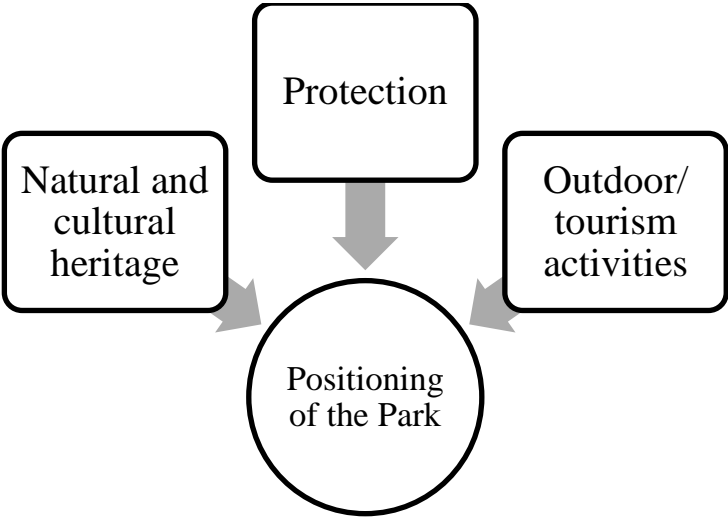 Protection
Natural and
cultural
heritage
Outdoor/
tourism
activities
Positioning
of the Park